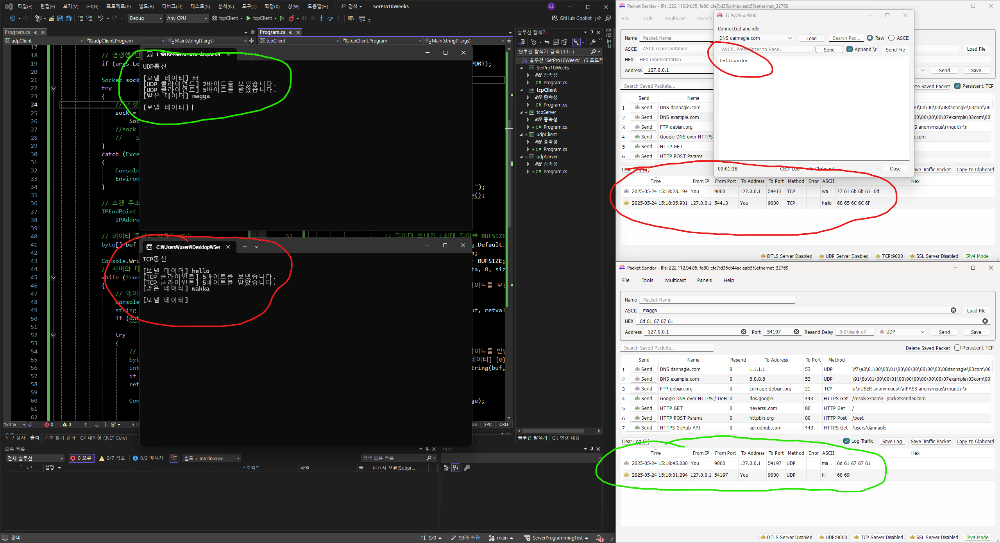 파일(F) 편집(E) 보기(V) Git(G) 프로젝트(P) 빌드(B) 디버그(D) 테스트(S) 분석(N) 도구(T) 확장(X) 창(W) 도움말(H) 검색 SerPro10Weeks LJ
Debug Any CPU tcpClient tcpClient GitHub Copilot
Program.cs
udpClient udpClient.Program Main(string[] args)
Program.cs
tcpClient tcpClient.Program Main(string[] args)
17
18 // 명령행
19 if (args.Le PORT);
20
21 Socket sock
22 try
23 {
24 // 소켓
25 sock =
26 Soc
27 //sock
28 // S
29 }
30 catch (Exce
31 {
32 Console
33 Environ
34 } ");
35 e();
36 // 소켓 주소
37 IPEndPoint
38 IPAddre
39
40 // 데이터 통신에 사용할 변수
41 byte[] buf
42
43 Console.Wri
44 // 서버와 데
45 while (true
46 {
47 // 데이
48 Console
49 string
50 if (dat
51
52 try
53 {
54 //
55 byt
56 int
57 if
58 ret
59
60 Con
61
62
52 // 데이터 보내기 (최대 길이를 BUFSIZE
g.Default.
h;
= BUFSIZE;
ta, 0, siz
바이트를 보냈
uf, retval
바이트를 받았
데이터] {0}
tring(buf,
ge);
C:\Users\user\Desktop\Ser
UDP통신
[보낼 데이터] hi
[UDP 클라이언트] 2바이트를 보냈습니다.
[UDP 클라이언트] 5바이트를 받았습니다.
[받은 데이터] magga
[보낼 데이터]
C:\Users\user\Desktop\Ser
TCP통신
[보낼 데이터] hello
[TCP 클라이언트] 5바이트를 보냈습니다.
[TCP 클라이언트] 5바이트를 받았습니다.
[받은 데이터] wakka
[보낼 데이터]
124 % 0 3 28 SPC CRLF
도구 상자 출력 기호 찾기 결과 C# 대화형 (.NET Core)
오류 목록
전체 솔루션 0 오류 0/7 경고 0/2 메시지 빌드 + IntelliSense 검색 오류 목록
코드 설명 프로젝트 파일 줄 비표시 오류(Suppr...
솔루션 탐색기
솔루션 탐색기 검색(Ctrl+;)
솔루션 'SerPro10Weeks' (5 프로젝
SerPro10Weeks
종속성
C# Program.cs
tcpClient
종속성
C# Program.cs
tcpServer
종속성
C# Program.cs
udpClient
종속성
C# Program.cs
udpServer
종속성
C# Program.cs
솔루션 탐색기 Git 변경 내용
속성
진단 도구
준비 0/0 99개 초과 main ServerProgrammingTest 1
Packet Sender - IPs: 222.112.94.85, fe80::cfe7:d35d:44ac:eab5%ethernet_32769
File Tools Multicast Panels
Name Packet Name
ASCII ASCII representation Load File
HEX HEX representation
Address 127.0.0.1 Send Save
Search Saved Packets... ete Saved Packet Persistent TCP
Send Name
1 Send DNS dannagle.com \00\00\00\00\08dannagle\03com\00
2 Send DNS example.com \00\00\00\00\07example\03com\00
3 Send FTP debian.org S anonymous\r\nquit\r\n
4 Send Google DNS over HTTPS r.com
5 Send HTTP GET
6 Send HTTP POST Params
TCP://You:9000
Connected and idle.
DNS dannagle.com Load Search Pac... Raw ASCII
ASCII. Press Enter to Send. Send Append \r Send File
hellowakka
00:01:18 Clear Log To Clipboard Close
Clear Log (2) ave Traffic Packet Copy to Clipboard
Time From IP From Port To Address To Port Method Error ASCII Hex
2025-05-24 15:18:23.194 You 9000 127.0.0.1 54413 TCP wa... 77 61 6b 6b 61 0d
2025-05-24 15:18:05.901 127.0.0.1 54413 You 9000 TCP hello 68 65 6C 6C 6F
DTLS Server Disabled UDP Server Disabled TCP:9000 SSL Server Disabled IPv4 Mode
Packet Sender - IPs: 222.112.94.85, fe80::cfe7:d35d:44ac:eab5%ethernet_32769
File Tools Multicast Panels Help
Name Packet Name
ASCII magga Load File
HEX 6d 61 67 67 61
Address 127.0.0.1 Port 54197 Resend Delay 0.0/blank off UDP Send Save
Search Saved Packets... Delete Saved Packet Persistent TCP
Send Name Resend To Address To Port Method
1 Send DNS dannagle.com 0 1.1.1.1 53 UDP \f7\e3\01\00\00\01\00\00\00\00\00\00\08dannagle\03com\00
2 Send DNS example.com 0 8.8.8.8 53 UDP \91\8b\01\00\00\01\00\00\00\00\00\00\07example\03com\00
3 Send FTP debian.org 0 cdimage.debian.org 21 TCP \r\nUSER anonymous\r\nPASS anonymous\r\nquit\r\n
4 Send Google DNS over HTTPS / DoH 0 dns.google 443 HTTPS Get /resolve?name=packetsender.com
5 Send HTTP GET 0 neverssl.com 80 HTTP Get /
6 Send HTTP POST Params 0 httpbin.org 80 HTTP Post /post
7 Send HTTPS GitHub API 0 api.github.com 443 HTTPS Get /users/dannagle
Clear Log (2) Log Traffic Save Log Save Traffic Packet Copy to Clipboard
Time From IP From Port To Address To Port Method Error ASCII Hex
2025-05-24 15:18:45.030 You 9000 127.0.0.1 54197 UDP ma... 6d 61 67 67 61
2025-05-24 15:18:01.294 127.0.0.1 54197 You 9000 UDP hi 68 69
DTLS Server Disabled UDP:9000 TCP Server Disabled SSL Server Disabled IPv4 Mode